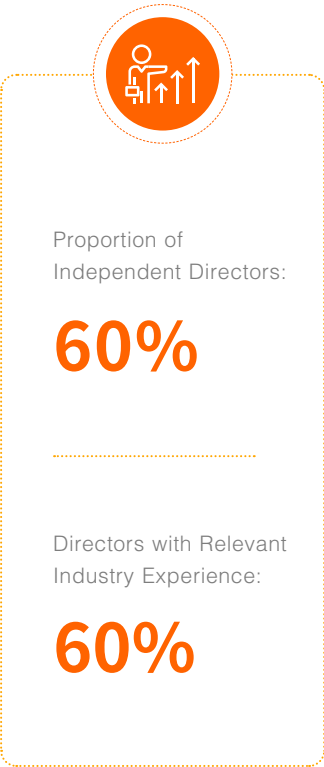 Proportion of
Independent Directors:
60%
Directors with Relevant
Industry Experience:
60%